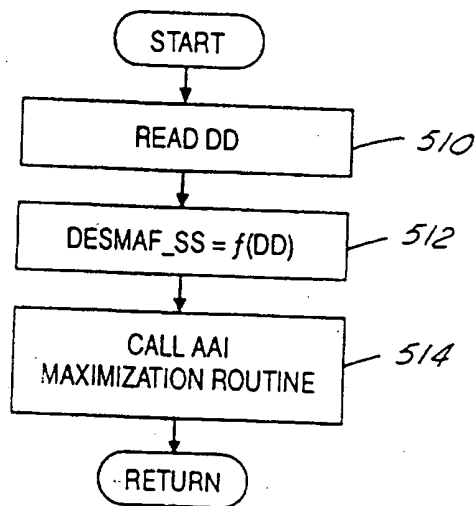 START
READ DD
510
DESMAF_SS = f(DD)
512
CALL AAI
MAXIMIZATION ROUTINE
514
RETURN